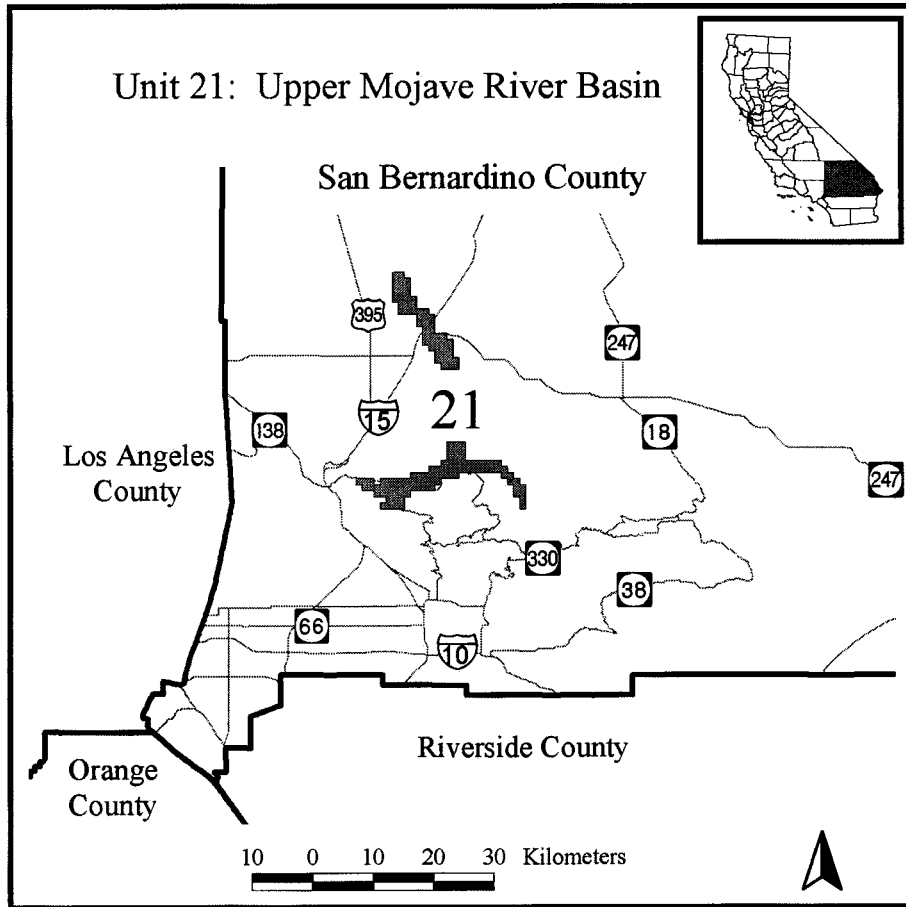 Unit 21: Upper Mojave River Basin
San Bernardino County
395
247
21
15
138
18
Los Angeles
County
247
330
38
66
10
Riverside County
Orange
County
10 0 10 20 30 Kilometers